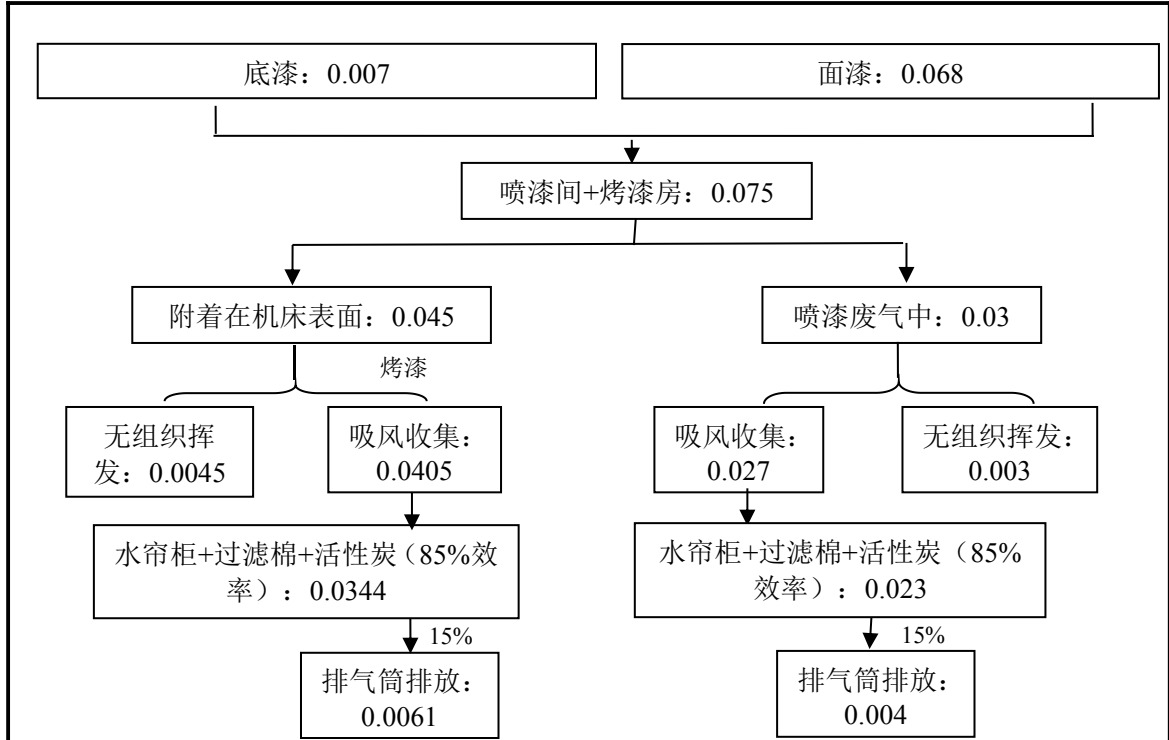 底漆：0.007
面漆：0.068
喷漆间+烤漆房：0.075
附着在机床表面：0.045
喷漆废气中：0.03
烤漆
无组织挥
发：0.0045
吸风收集：
0.0405
吸风收集：
0.027
无组织挥发：
0.003
水帘柜+过滤棉+活性炭（85%效
率）：0.0344
水帘柜+过滤棉+活性炭（85%
效率）：0.023
15%
15%
排气筒排放：
0.0061
排气筒排放：
0.004